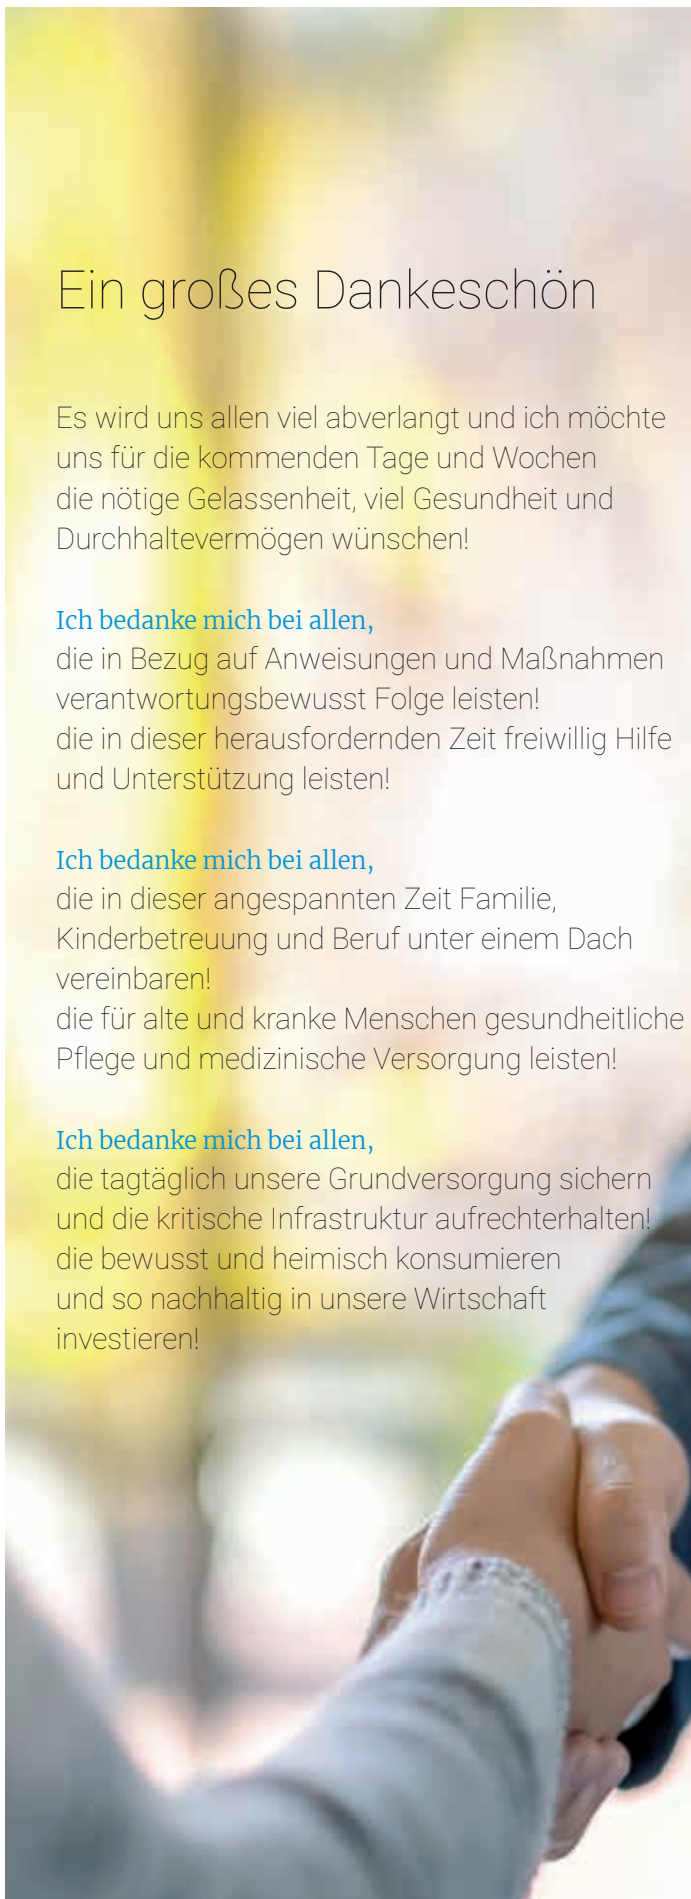 Ein großes Dankeschön
Es wird uns allen viel abverlangt und ich möchte
uns für die kommenden Tage und Wochen
die nötige Gelassenheit, viel Gesundheit und
Durchhaltevermögen wünschen!
Ich bedanke mich bei allen,
die in Bezug auf Anweisungen und Maßnahmen
verantwortungsbewusst Folge leisten!
die in dieser herausfordernden Zeit freiwillig Hilfe
und Unterstützung leisten!
Ich bedanke mich bei allen,
die in dieser angespannten Zeit Familie,
Kinderbetreuung und Beruf unter einem Dach
vereinbaren!
die für alte und kranke Menschen gesundheitliche
Pflege und medizinische Versorgung leisten!
Ich bedanke mich bei allen,
die tagtäglich unsere Grundversorgung sichern
und die kritische Infrastruktur aufrechterhalten!
die bewusst und heimisch konsumieren
und so nachhaltig in unsere Wirtschaft
investieren!